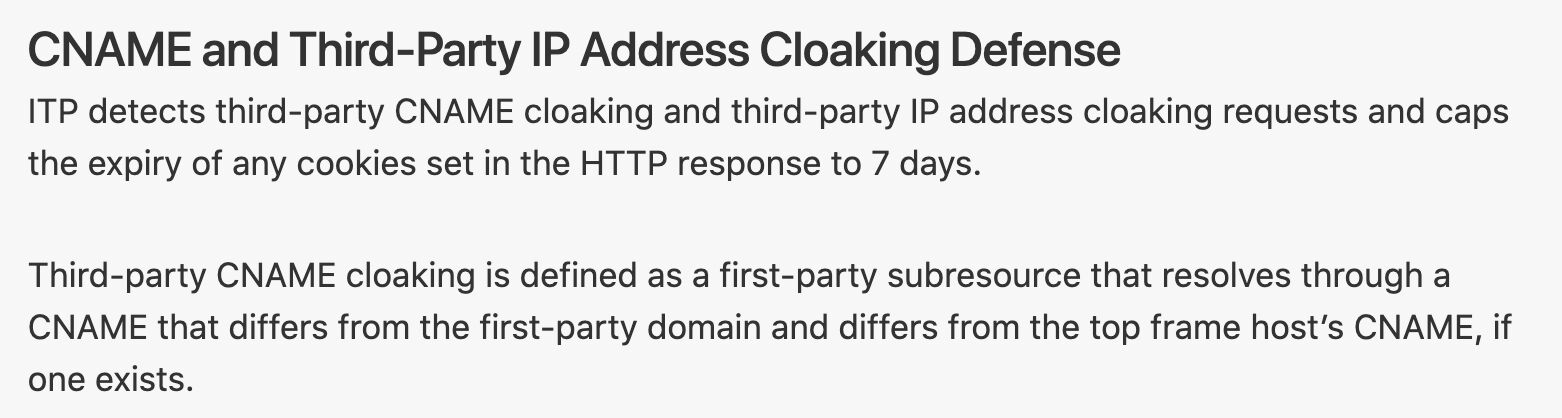 CNAME and Third-Party IP Address Cloaking Defense
ITP detects third-party CNAME cloaking and third-party IP address cloaking requests and caps
the expiry of any cookies set in the HTTP response to 7 days.
Third-party CNAME cloaking is defined as a first-party subresource that resolves through a
CNAME that differs from the first-party domain and differs from the top frame host’s CNAME, if
one exists.